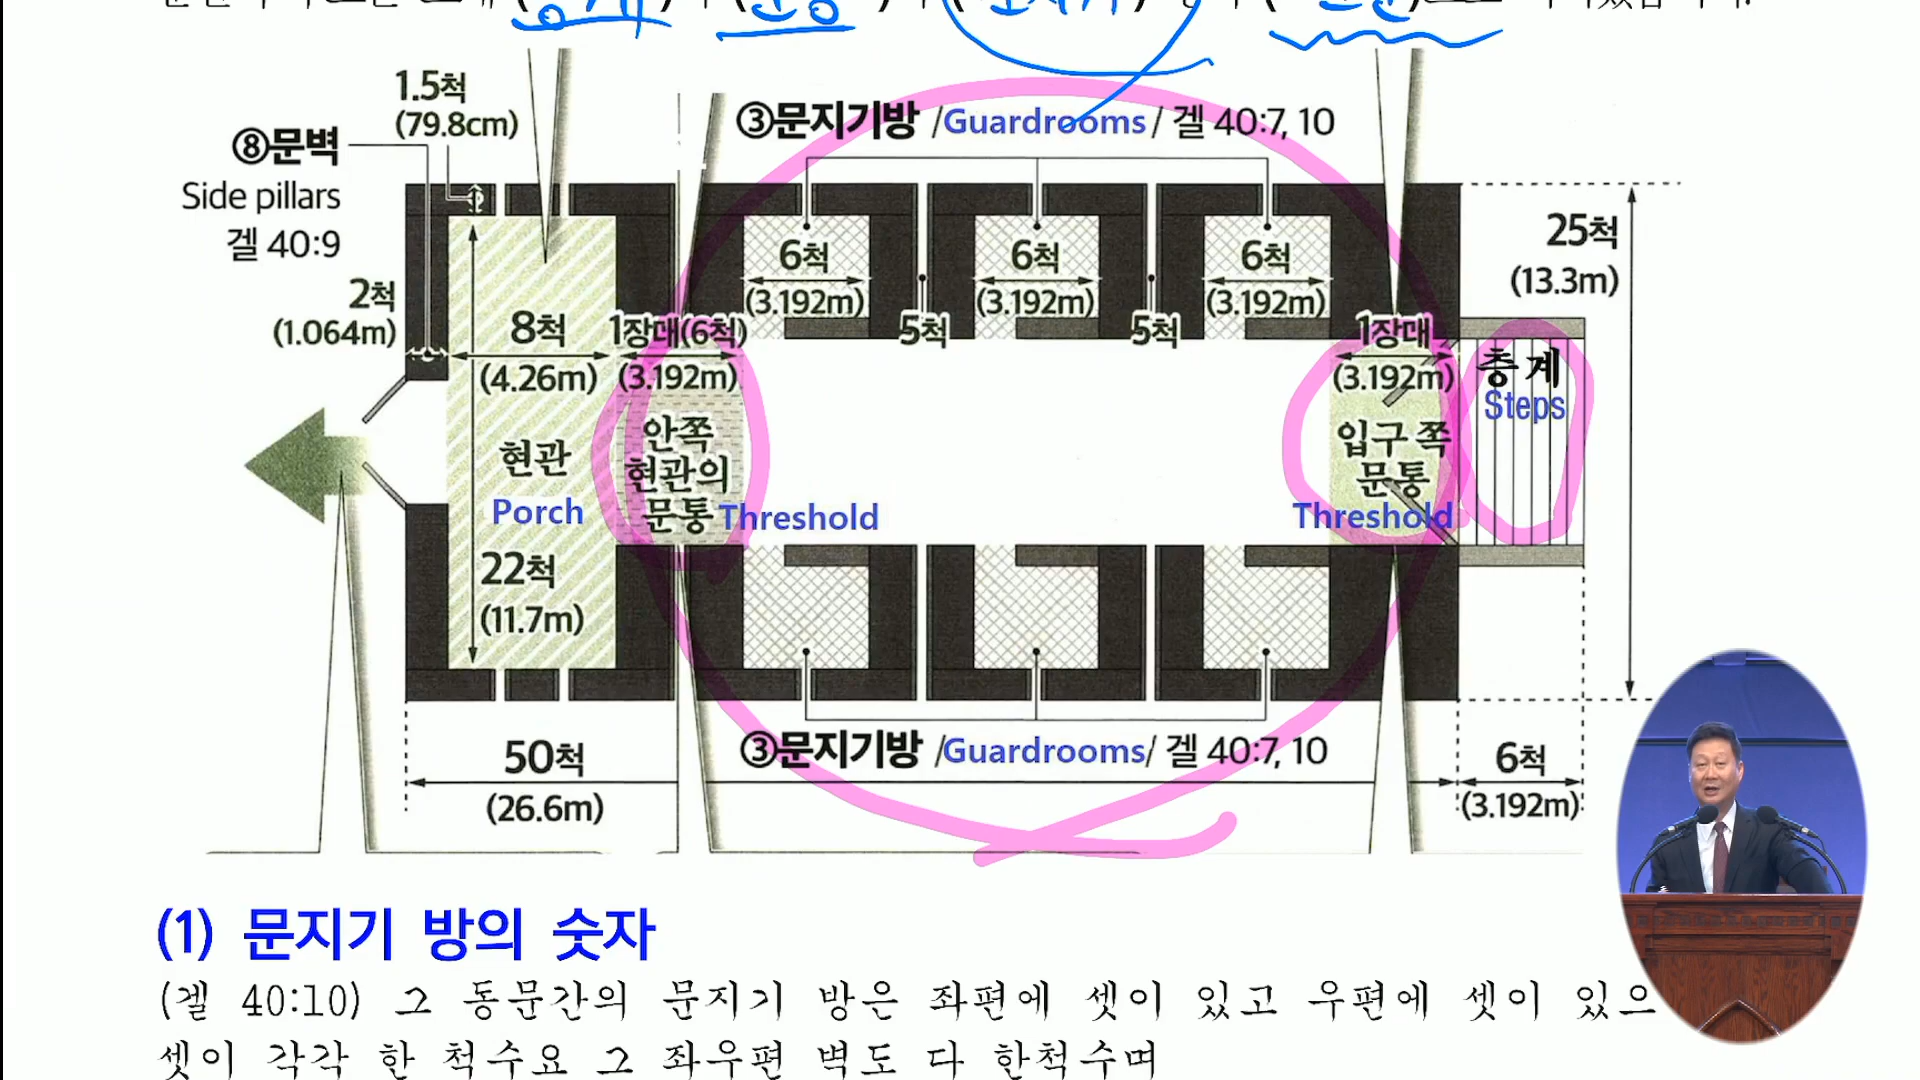 1.5척
(79.8cm)
③문지기방 /Guardrooms/ 겔 40:7, 10
⑧문벽
Side pillars
겔 40:9
25척
(13.3m)
6척
(3.192m)
6척
(3.192m)
6척
(3.192m)
2척
(1.064m)
8척
(4.26m)
1장대(6척)
(3.192m)
5척
5척
1장대
(3.192m)
층계
Steps
현관
Porch
안쪽
현관의
문통
Threshold
입구 쪽
문통
Threshold
22척
(11.7m)
50척
(26.6m)
③문지기방 /Guardrooms/ 겔 40:7, 10
6척
(3.192m)
(1) 문지기 방의 숫자
(겔 40:10) 그 동문간의 문지기 방은 좌편에 셋이 있고 우편에 셋이 있으
셋이 각각 한 척수요 그 좌우편 벽도 다 한척수며